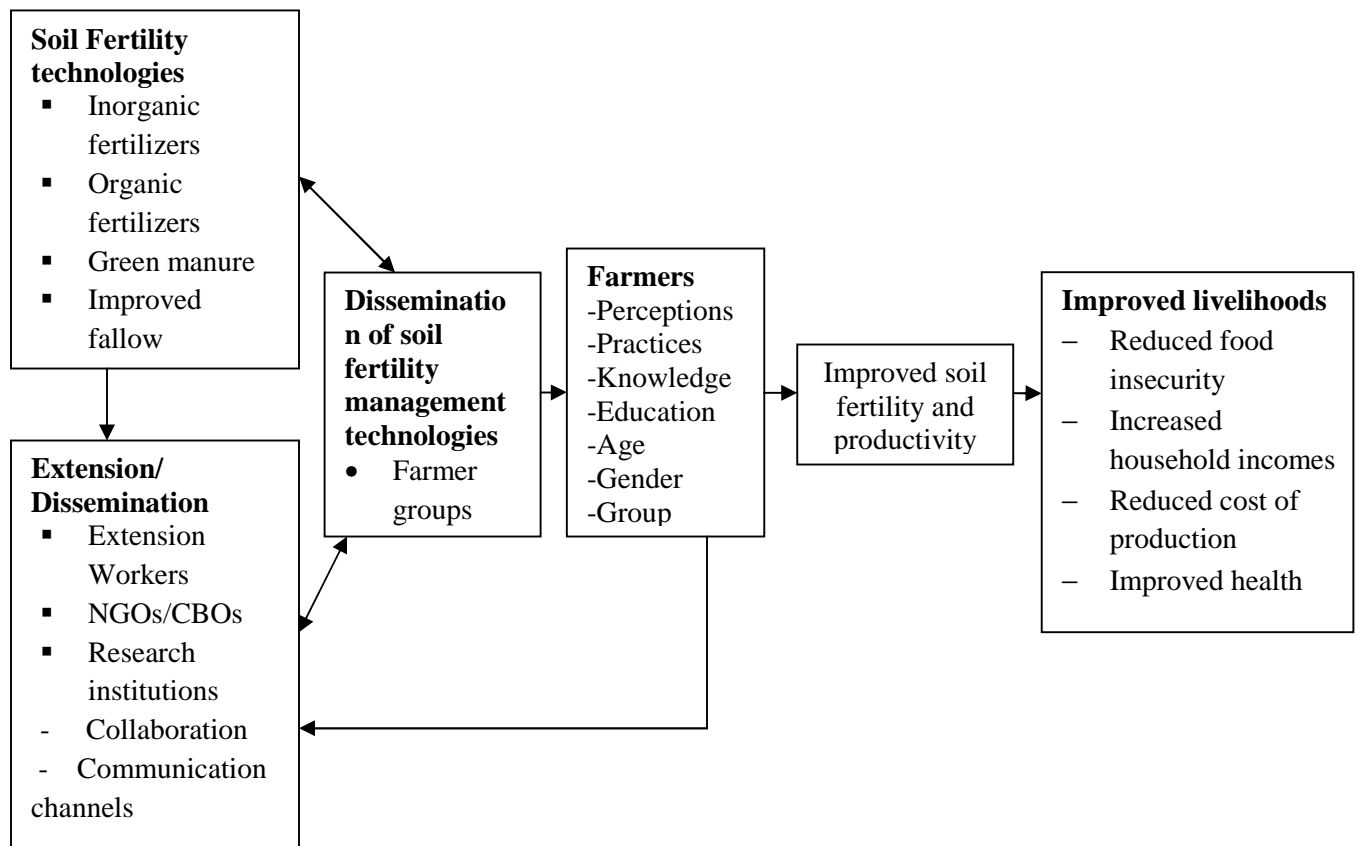 Soil Fertility
technologies
▪ Inorganic
fertilizers
▪ Organic
fertilizers
▪ Green manure
▪ Improved
fallow
Extension/
Dissemination
▪ Extension
Workers
▪ NGOs/CBOs
▪ Research
institutions
- Collaboration
- Communication
channels
Disseminatio
n of soil
fertility
management
technologies
• Farmer
groups
Farmers
-Perceptions
-Practices
-Knowledge
-Education
-Age
-Gender
-Group
Improved soil
fertility and
productivity
Improved livelihoods
– Reduced food
insecurity
– Increased
household incomes
– Reduced cost of
production
– Improved health